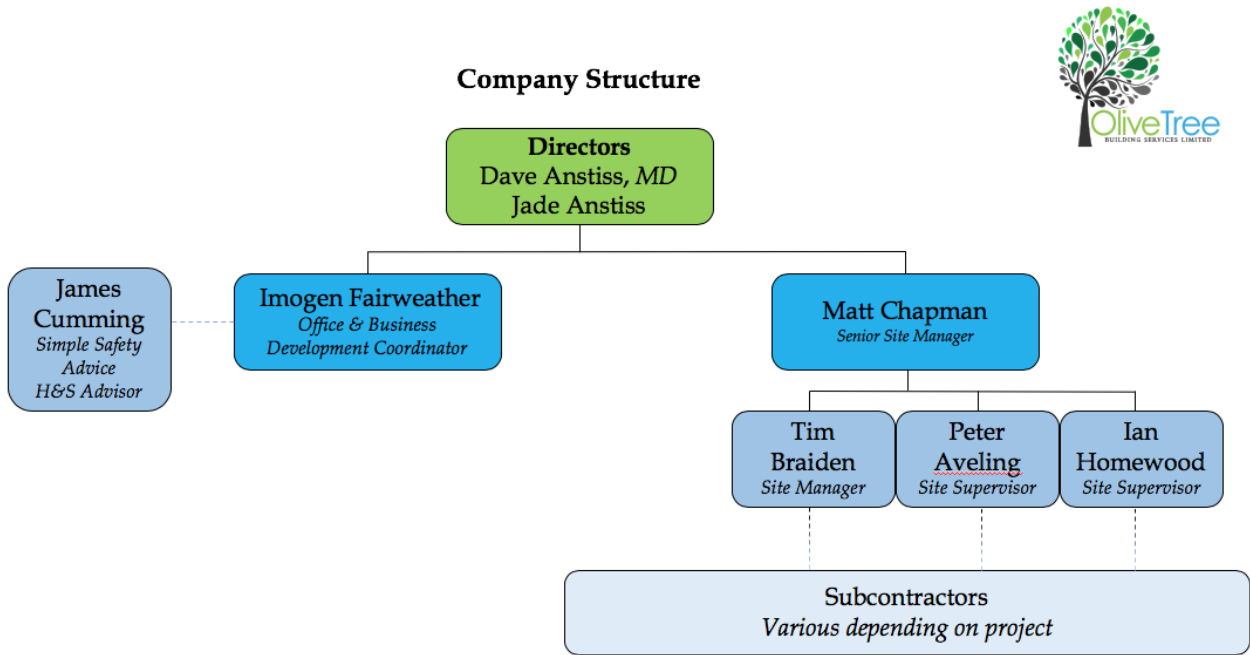 Company Structure
OliveTree
BUILDING SERVICES LIMITED
Directors
Dave Anstiss, MD
Jade Anstiss
James
Cumming
Simple Safety
Advice
H&S Advisor
Imogen Fairweather
Office & Business
Development Coordinator
Matt Chapman
Senior Site Manager
Tim
Braiden
Site Manager
Peter
Aveling
Site Supervisor
Ian
Homewood
Site Supervisor
Subcontractors
Various depending on project